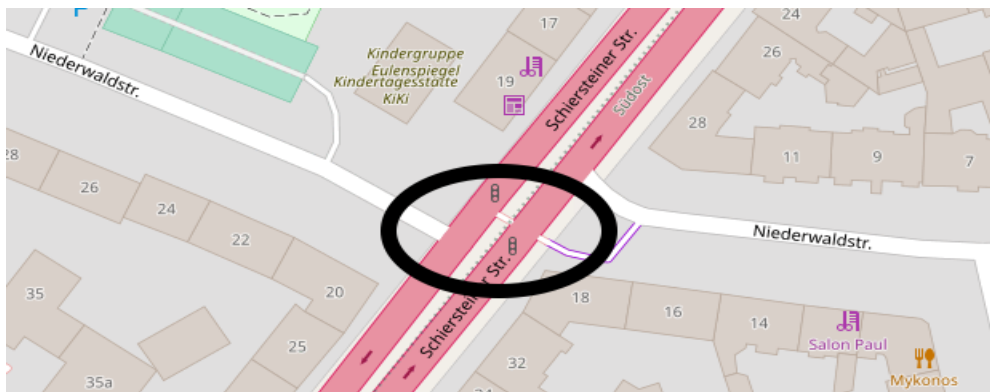 P
24
17
26
Niederwaldstr.
Kindergruppe
Eulenspiegel
Kindertagesstätte
KiKi
19
Schiersteiner Str.
Südost
28
11
9
7
28
26
24
22
20
Niederwaldstr.
35
25
35a
Schiersteiner Str.
18
16
14
Salon Paul
32
Mykonos